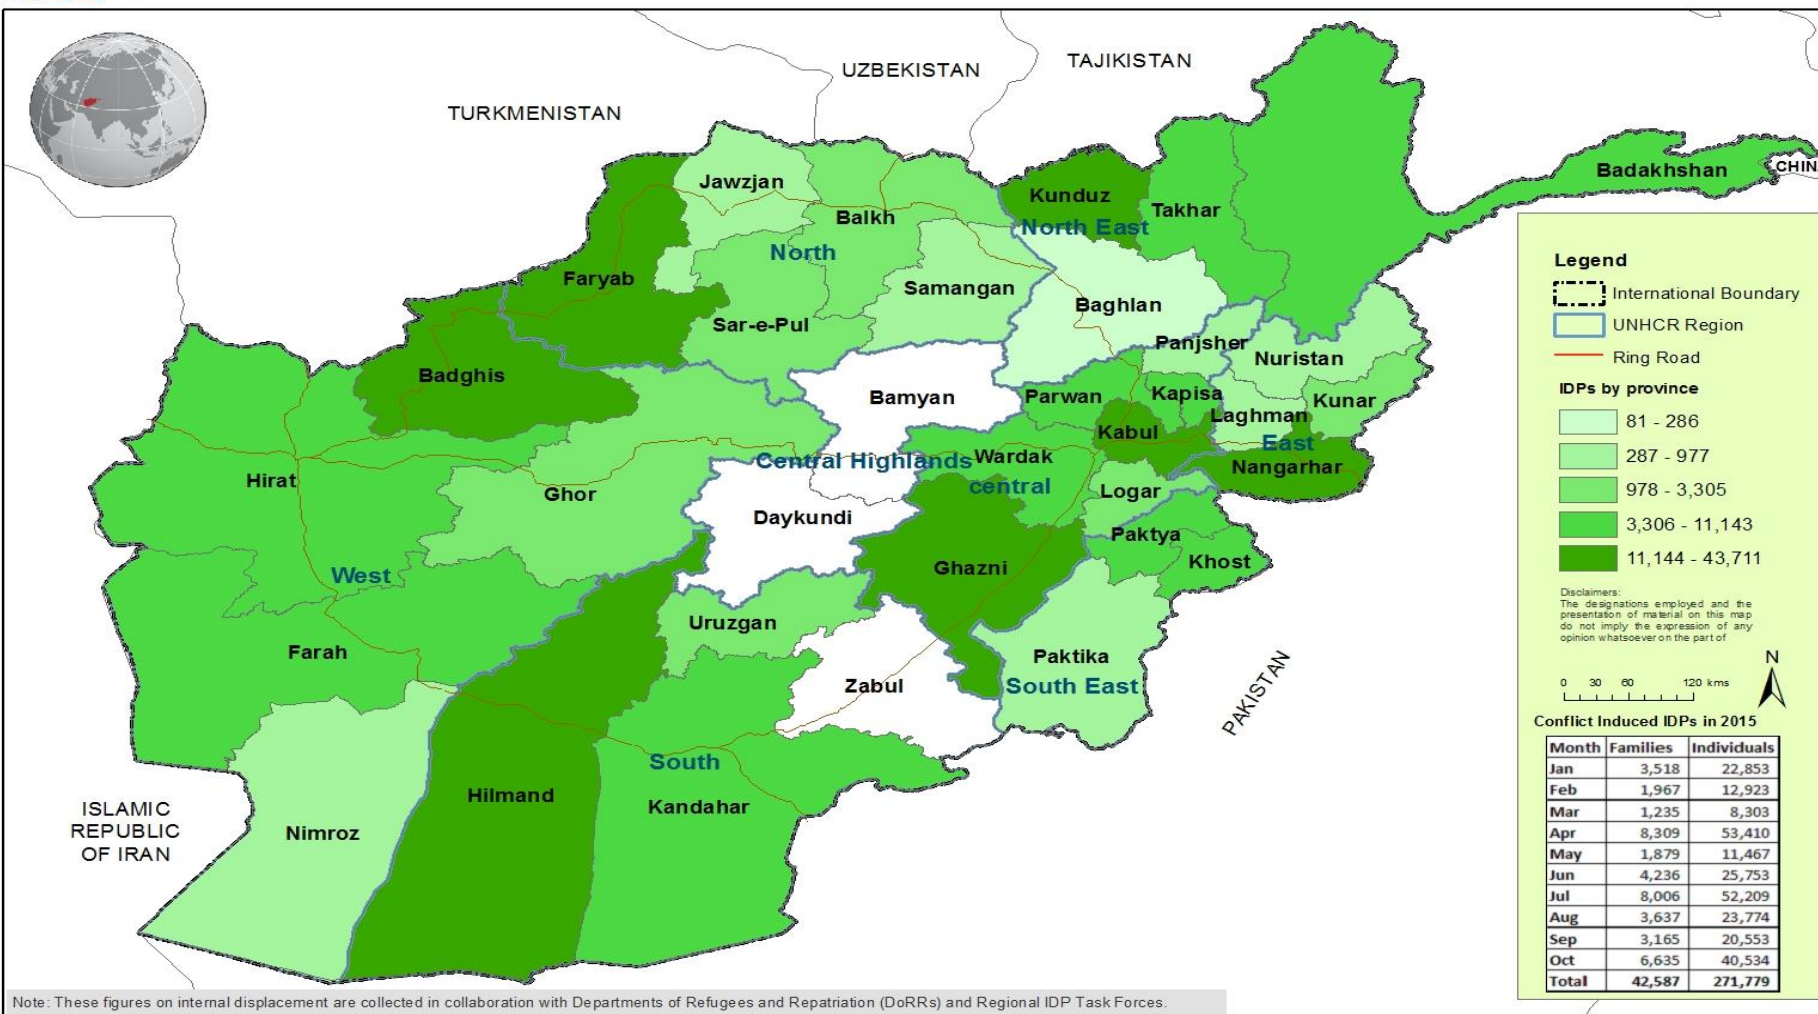 UZBEKISTAN
TAJIKISTAN
TURKMENISTAN
Badakhshan
CHIN
Jawzjan
Kunduz
Takhar
Balkh
North East
North
Faryab
Samangan
Baghlan
Sar-e-Pul
Panjsher
Nuristan
Badghis
Bamyan
Parwan
Kapisa
Kunar
Laghman
Kabul
East
Central Highlands
Wardak
Nangarhar
Hirat
Ghor
central
Logar
Daykundi
Paktya
Khost
West
Ghazni
Uruzgan
Farah
Paktika
South East
Zabul
PAKISTAN
South
Hilmand
Kandahar
Nimroz
ISLAMIC
REPUBLIC
OF IRAN
Legend
International Boundary
UNHCR Region
Ring Road
IDPs by province
81 - 286
287 - 977
978 - 3,305
3,306 - 11,143
11,144 - 43,711
Disclaimers:
The designations employed and the
presentation of material on this map
do not imply the expression of any
opinion whatsoever on the part of
N
0 30 60 120 kms
Conflict Induced IDPs in 2015
Month Families Individuals
Jan 3,518 22,853
Feb 1,967 12,923
Mar 1,235 8,303
Apr 8,309 53,410
May 1,879 11,467
Jun 4,236 25,753
Jul 8,006 52,209
Aug 3,637 23,774
Sep 3,165 20,553
Oct 6,635 40,534
Total 42,587 271,779
Note: These figures on internal displacement are collected in collaboration with Departments of Refugees and Repatriation (DoRRs) and Regional IDP Task Forces.